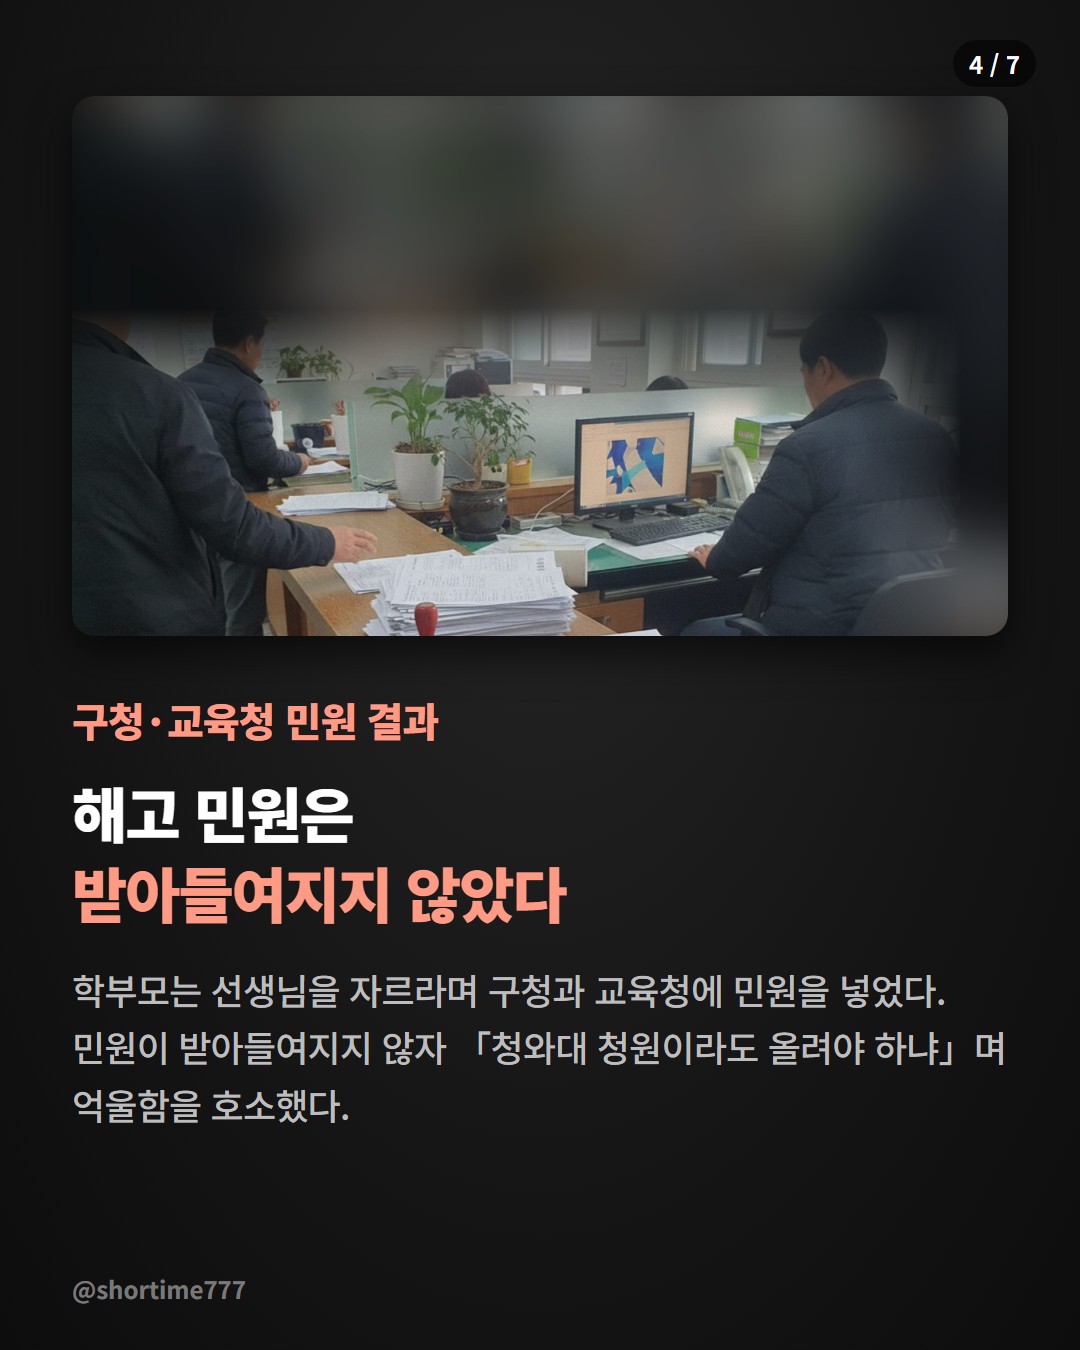 4 / 7
구청·교육청 민원 결과
해고 민원은
받아들여지지 않았다
학부모는 선생님을 자르라며 구청과 교육청에 민원을 넣었다.
민원이 받아들여지지 않자 「청와대 청원이라도 올려야 하냐」며
억울함을 호소했다.
@shortime777